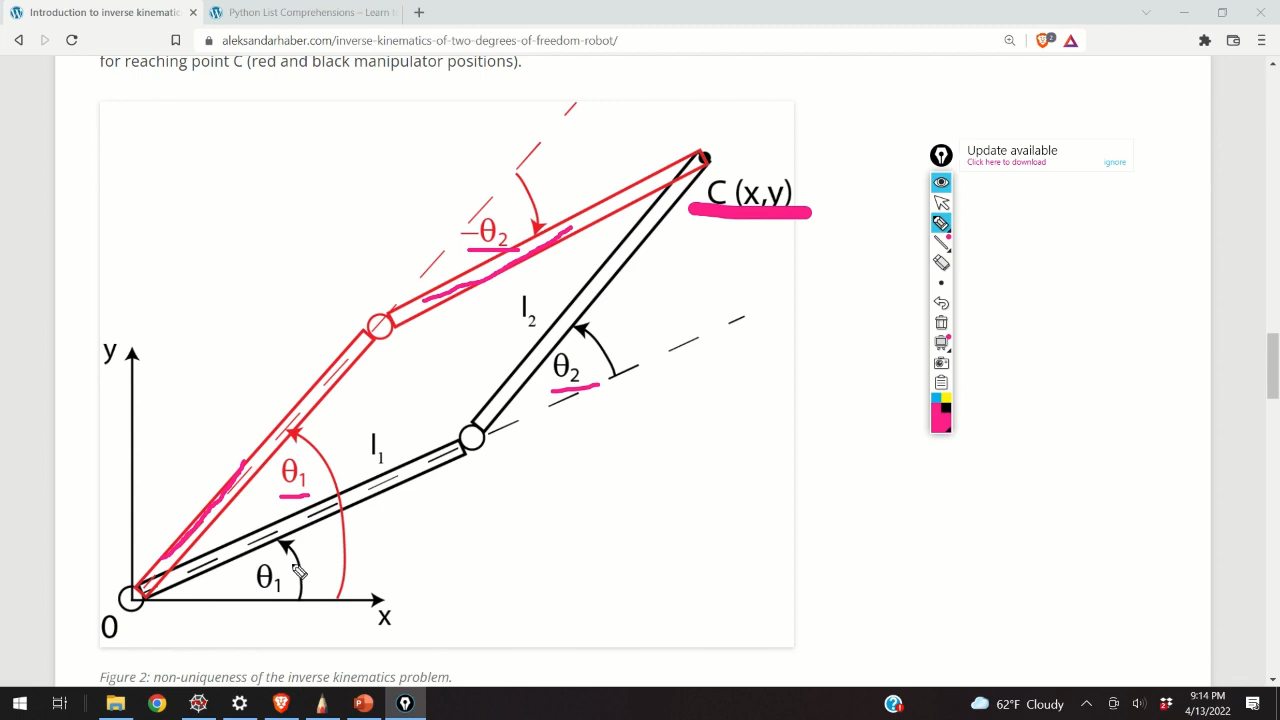 Introduction to inverse kinematic
Python List Comprehensions – Learn t
aleksandarhaber.com/inverse-kinematics-of-two-degrees-of-freedom-robot/
for reaching point C (red and black manipulator positions).
Update available
Click here to download
ignore
C (x,y)
–θ2
l2
y
θ2
l1
θ1
θ1
x
0
Figure 2: non-uniqueness of the inverse kinematics problem.
62°F Cloudy
9:14 PM
4/13/2022